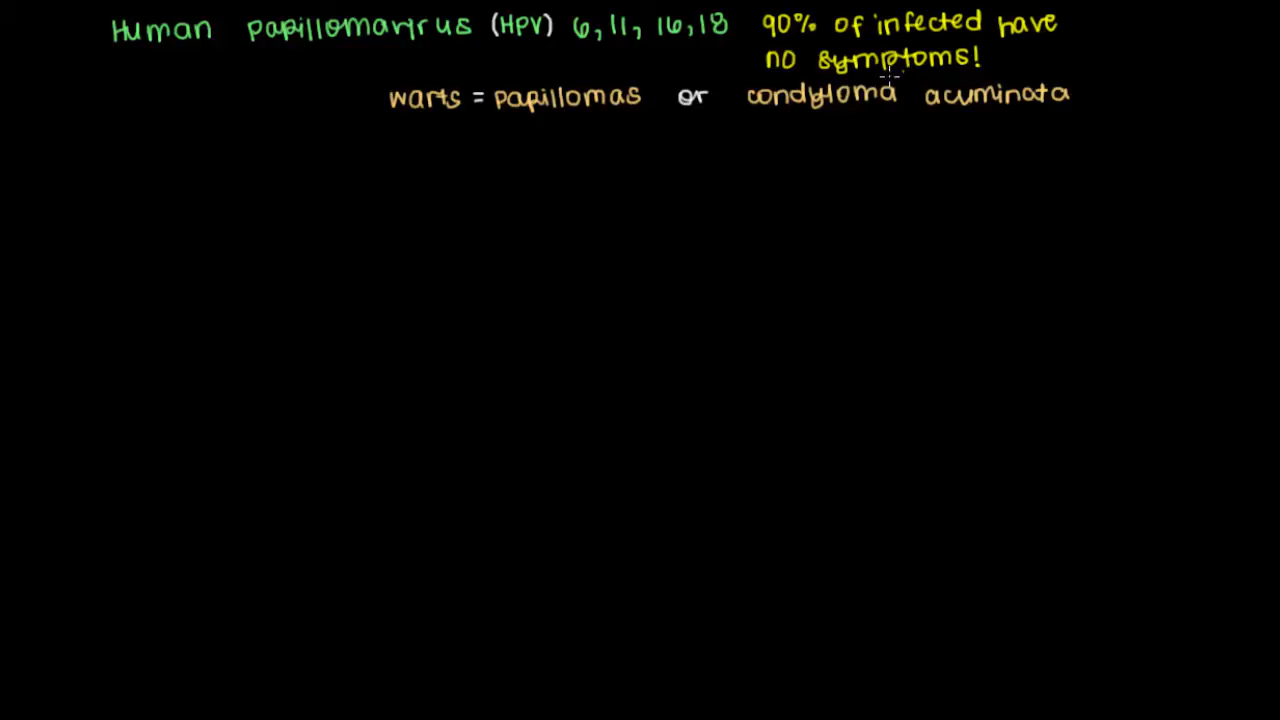 Human papillomavirus (HPV) 6, 11, 16, 18 90% of infected have
no symptoms!
warts = papillomas or condyloma acuminata